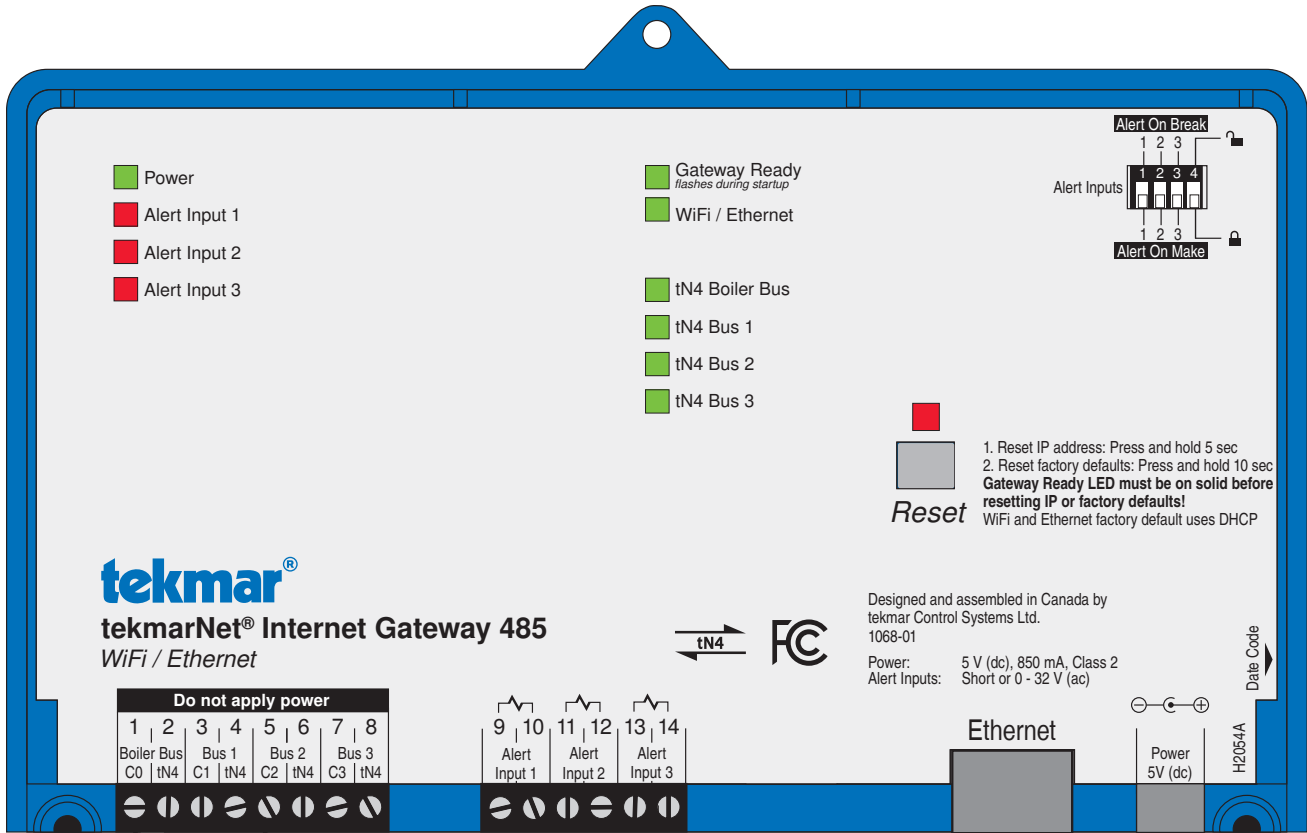 Alert On Break
1 2 3
Alert Inputs
1 2 3 4
1 2 3
Alert On Make
Power
Alert Input 1
Alert Input 2
Alert Input 3
Gateway Ready
flashes during startup
WiFi / Ethernet
tN4 Boiler Bus
tN4 Bus 1
tN4 Bus 2
tN4 Bus 3
Reset
1. Reset IP address: Press and hold 5 sec
2. Reset factory defaults: Press and hold 10 sec
Gateway Ready LED must be on solid before
resetting IP or factory defaults!
WiFi and Ethernet factory default uses DHCP
tekmar®
tekmarNet® Internet Gateway 485
WiFi / Ethernet
tN4
FC
Designed and assembled in Canada by
tekmar Control Systems Ltd.
1068-01
Power: 5 V (dc), 850 mA, Class 2
Alert Inputs: Short or 0 - 32 V (ac)
Date Code
H2054A
Do not apply power
1 2 3 4 5 6 7 8
Boiler Bus Bus 1 Bus 2 Bus 3
C0 tN4 C1 tN4 C2 tN4 C3 tN4
9 10 11 12 13 14
Alert Alert Alert
Input 1 Input 2 Input 3
Ethernet
Power
5V (dc)